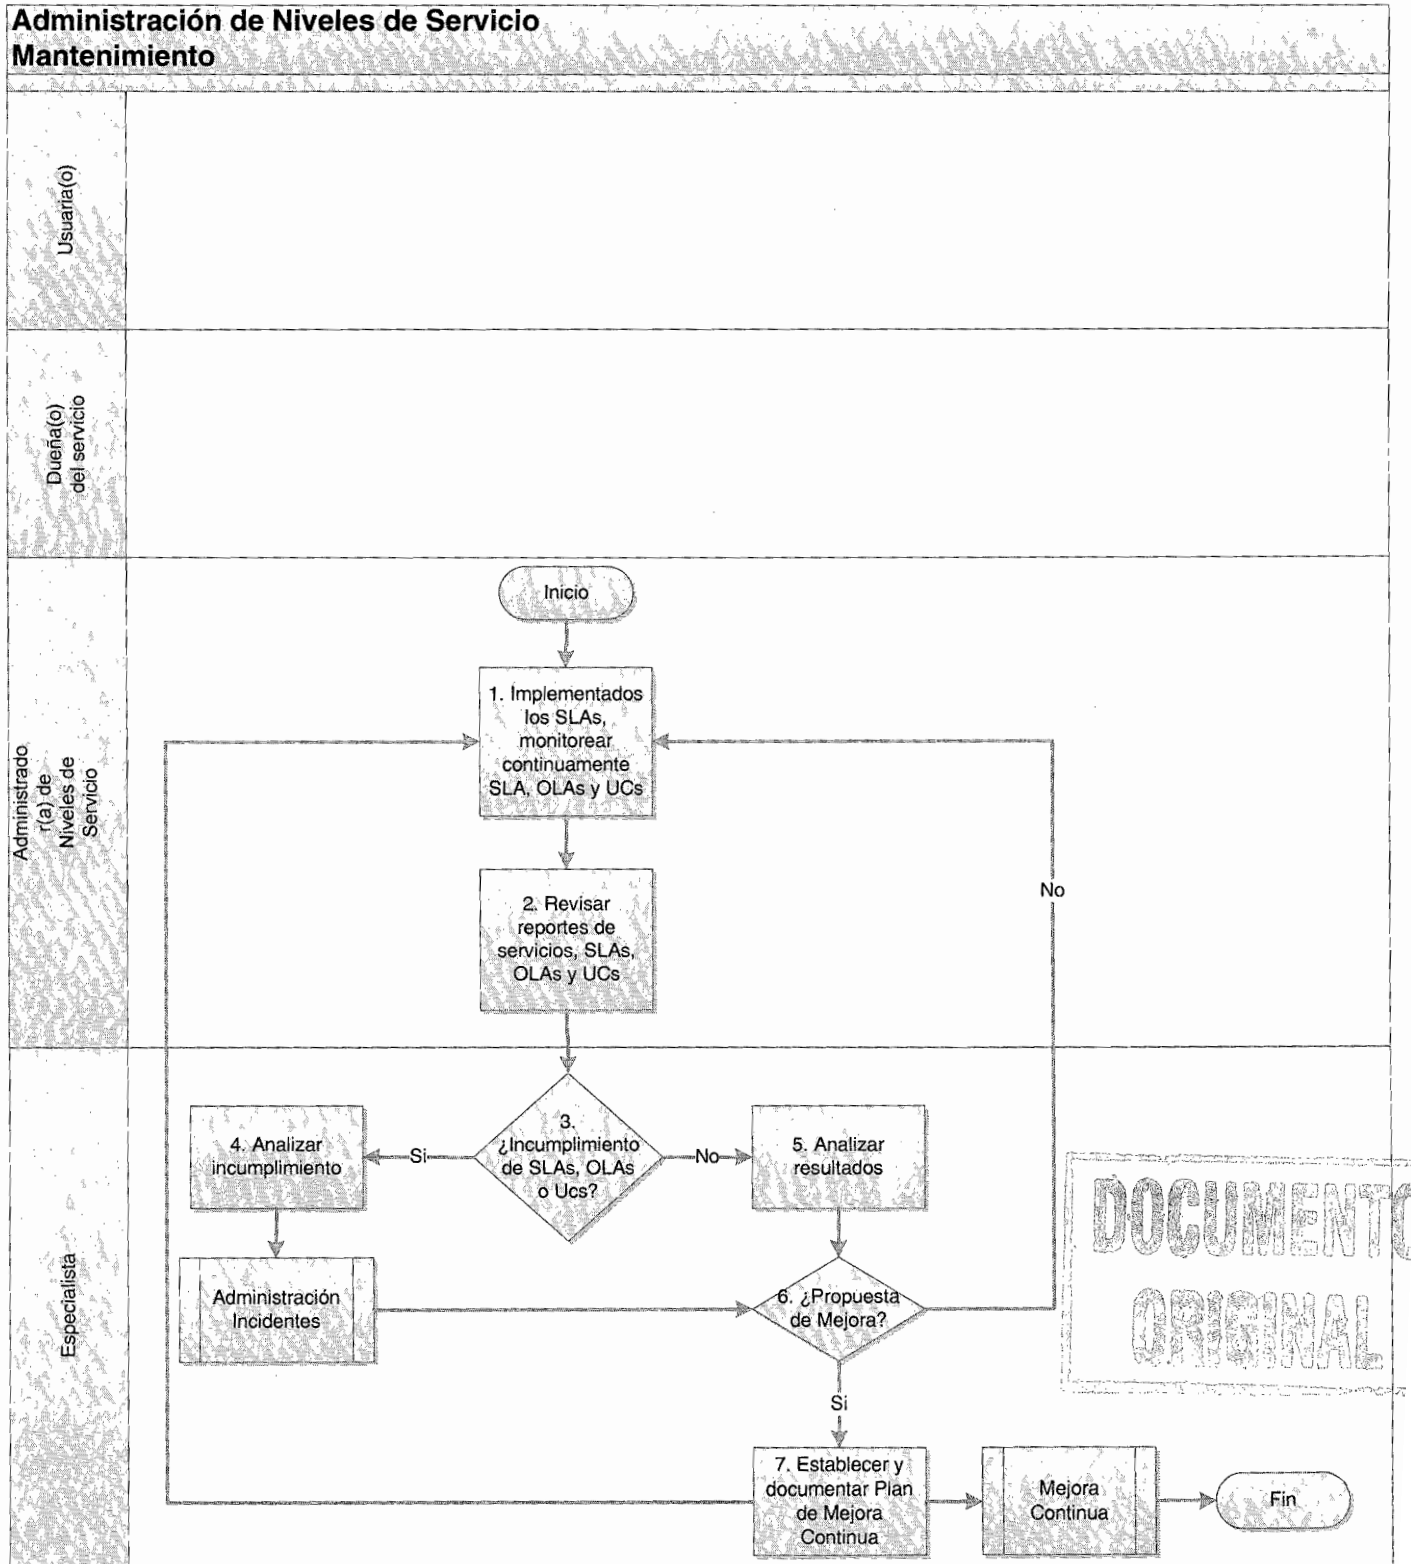 Administración de Niveles de Servicio
Mantenimiento
Usuaria(o)
Dueña(o)
del servicio
Administrado
r(a) de
Niveles de
Servicio
Inicio
1. Implementados
los SLAs,
monitorear
continuamente
SLA, OLAs y UCs
2. Revisar
reportes de
servicios, SLAs,
OLAs y UCs
No
Especialista
3.
¿Incumplimiento
de SLAs, OLAs
o Ucs?
Si
No
4. Analizar
incumplimiento
5. Analizar
resultados
Administración
Incidentes
6. ¿Propuesta
de Mejora?
Si
7. Establecer y
documentar Plan
de Mejora
Continua
Mejora
Continua
Fin
DOCUMENTO
ORIGINAL